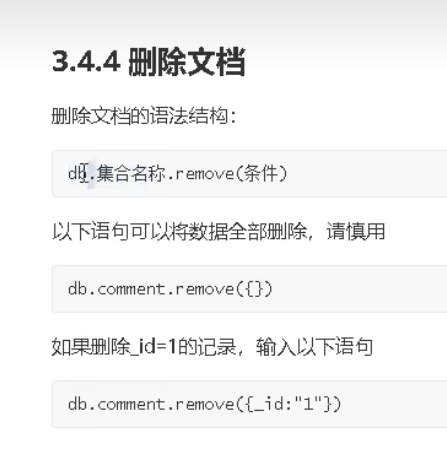 3.4.4 删除文档
删除文档的语法结构：
db.集合名称.remove(条件)
以下语句可以将数据全部删除，请慎用
db.comment.remove({})
如果删除_id=1的记录，输入以下语句
db.comment.remove({_id:"1"})